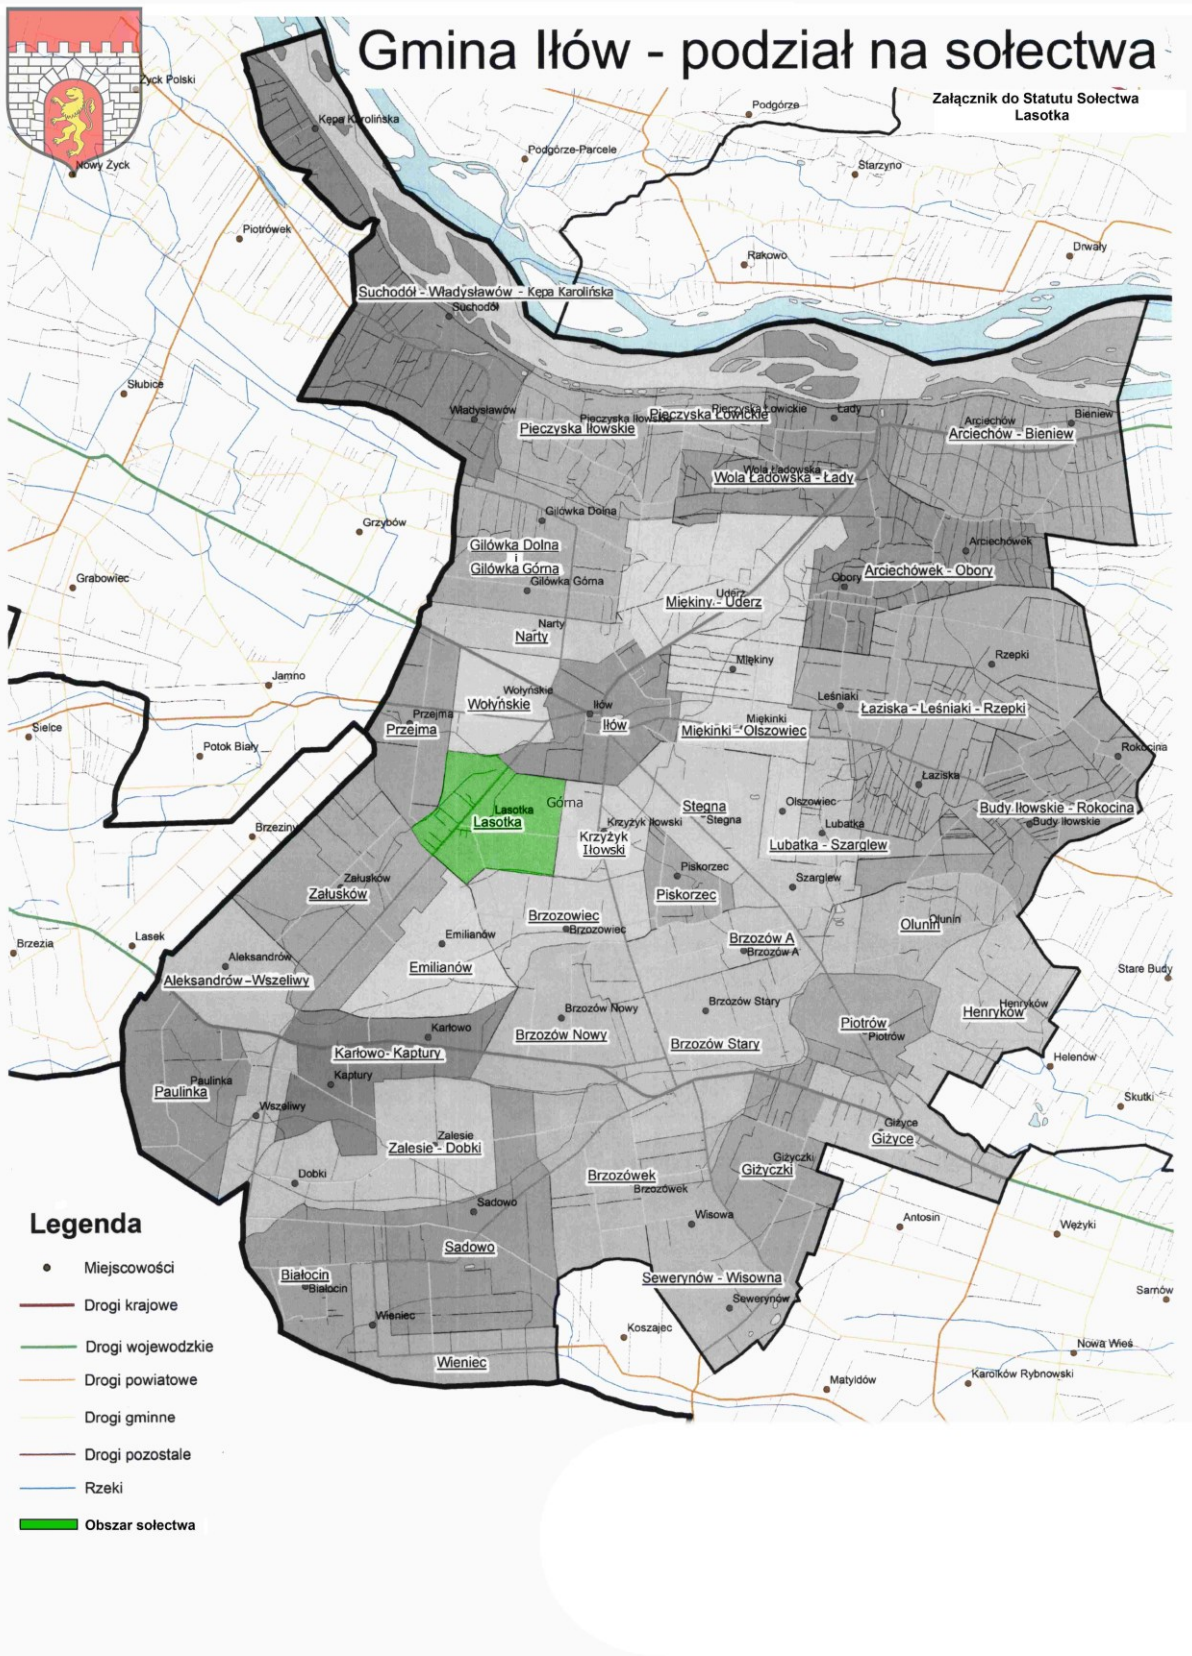 Gmina Iłów - podział na sołectwa
Załącznik do Statutu Sołectwa
Lasotka
Życk Polski
Nowy Życk
Kępa Karolińska
Podgórze
Podgórze-Parcele
Starzyno
Piotrówek
Rakowo
Drwały
Suchodół - Władysławów - Kępa Karolińska
Suchodół
Słubice
Władysławów
Pieczyska Iłowskie
Pieczyska Iłowskie
Pieczyska Łowickie
Pieczyska Łowickie
Łady
Arciechów
Bieniew
Arciechów - Bieniew
Wola Ładowska
Wola Ładowska - Łady
Grzybów
Gilówka Dolna
Gilówka Dolna
i
Gilówka Górna
Gilówka Górna
Arciechówek
Arciechówek - Obory
Obory
Grabowiec
Uderz
Miękiny - Uderz
Narty
Narty
Miękiny
Rzepki
Jamno
Wołyńskie
Wołyńskie
Iłów
Iłów
Leśniaki
Łaziska - Leśniaki - Rzepki
Przejma
Przejma
Miękinki
Miękinki - Olszowiec
Sielce
Potok Biały
Rokocina
Łaziska
Górna
Lasotka
Lasotka
Stegna
Stegna
Olszowiec
Budy Iłowskie - Rokocina
Budy Iłowskie
Brzeziny
Krzyżyk Iłowski
Krzyżyk
Iłowski
Lubatka
Lubatka - Szarglew
Załusków
Załusków
Piskorzec
Piskorzec
Szarglew
Brzozowiec
Brzozowiec
Olunin
Olunin
Brzezia
Lasek
Emilianów
Emilianów
Brzozów A
Brzozów A
Aleksandrów
Aleksandrów - Wszeliwy
Stare Budy
Brzozów Nowy
Brzozów Nowy
Brzozów Stary
Brzozów Stary
Piotrów
Piotrów
Henryków
Henryków
Karłowo
Karłowo - Kaptury
Kaptury
Helenów
Paulinka
Paulinka
Wszeliwy
Skutki
Zalesie
Zalesie - Dobki
Giżyce
Giżyce
Dobki
Brzozówek
Brzozówek
Giżyczki
Giżyczki
Sadowo
Sadowo
Wisowa
Antosin
Wężyki
Białocin
Białocin
Sewerynów - Wisowna
Sewerynów
Samów
Wieniec
Wieniec
Koszajec
Nowa Wieś
Matyldów
Karolków Rybnowski
Legenda
Miejscowości
Drogi krajowe
Drogi wojewodzkie
Drogi powiatowe
Drogi gminne
Drogi pozostale
Rzeki
Obszar sołectwa